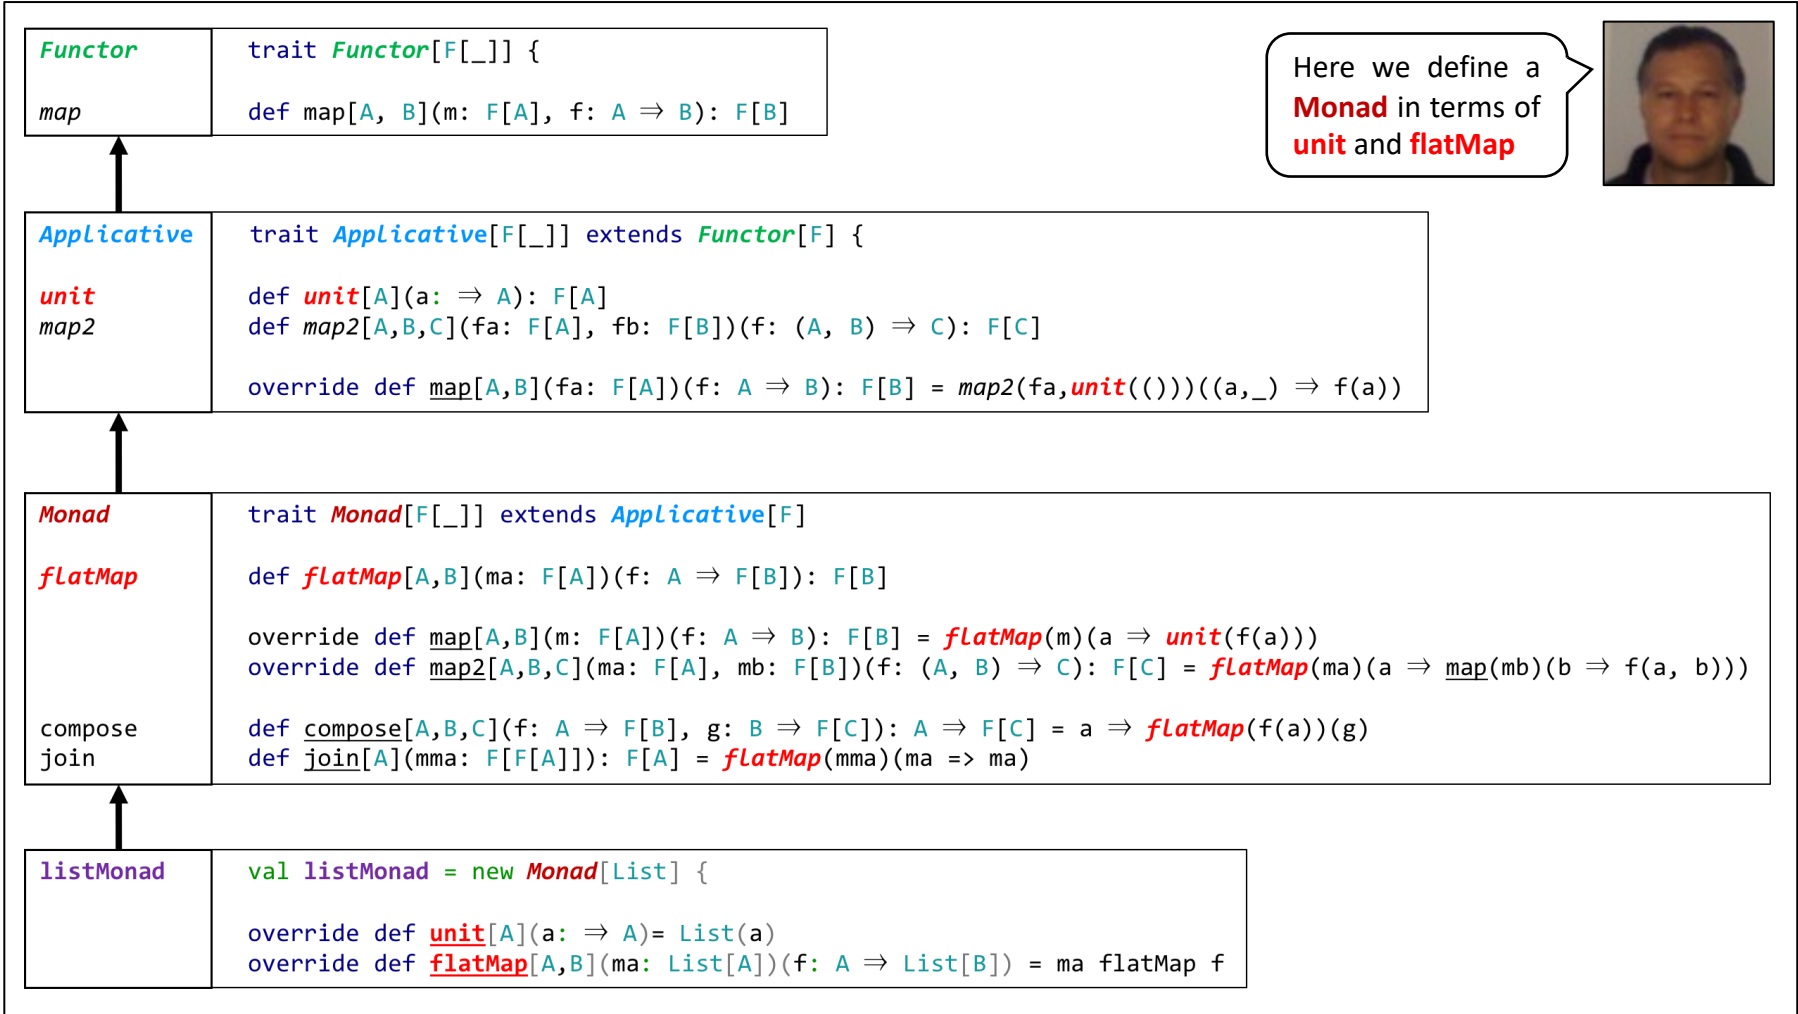 Functor
trait Functor[F[_]] {
map
def map[A, B](m: F[A], f: A ⇒ B): F[B]
Here we define a
Monad in terms of
unit and flatMap
Applicative
trait Applicative[F[_]] extends Functor[F] {
unit
def unit[A](a: ⇒ A): F[A]
map2
def map2[A,B,C](fa: F[A], fb: F[B])(f: (A, B) ⇒ C): F[C]
override def map[A,B](fa: F[A])(f: A ⇒ B): F[B] = map2(fa,unit(()))((a,_) ⇒ f(a))
Monad
trait Monad[F[_]] extends Applicative[F]
flatMap
def flatMap[A,B](ma: F[A])(f: A ⇒ F[B]): F[B]
override def map[A,B](m: F[A])(f: A ⇒ B): F[B] = flatMap(m)(a ⇒ unit(f(a)))
override def map2[A,B,C](ma: F[A], mb: F[B])(f: (A, B) ⇒ C): F[C] = flatMap(ma)(a ⇒ map(mb)(b ⇒ f(a, b)))
compose
def compose[A,B,C](f: A ⇒ F[B], g: B ⇒ F[C]): A ⇒ F[C] = a ⇒ flatMap(f(a))(g)
join
def join[A](mma: F[F[A]]): F[A] = flatMap(mma)(ma => ma)
listMonad
val listMonad = new Monad[List] {
override def unit[A](a: ⇒ A)= List(a)
override def flatMap[A,B](ma: List[A])(f: A ⇒ List[B]) = ma flatMap f